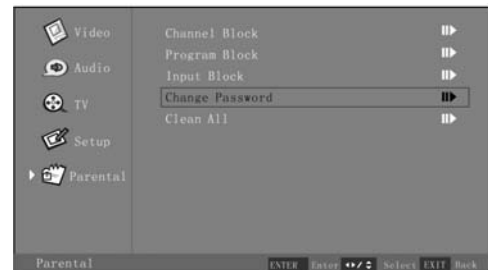 Video
Audio
TV
Setup
Parental
Channel Block
Program Block
Input Block
Change Password
Clean All
Parental
ENTER Enter Select EXIT Back